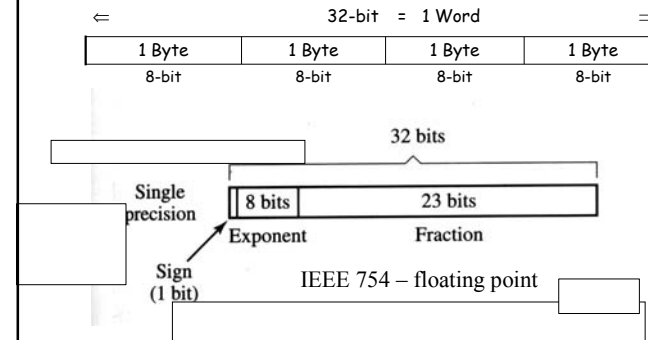 ⇐ 32-bit = 1 Word =
1 Byte 1 Byte 1 Byte 1 Byte
8-bit 8-bit 8-bit 8-bit
32 bits
Single
precision
8 bits 23 bits
Exponent Fraction
Sign
(1 bit)
IEEE 754 – floating point